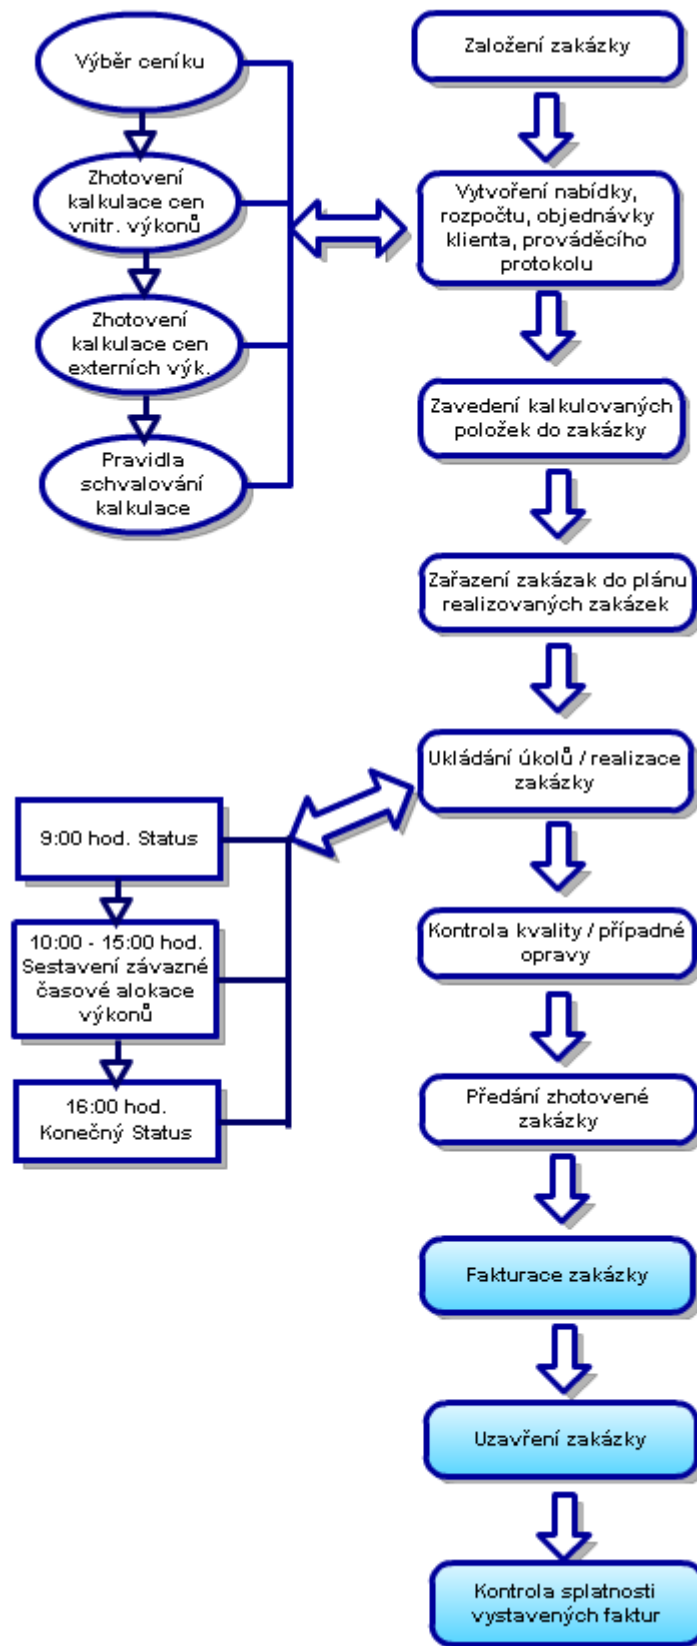 Výběr ceníku
Zhotovení
kalkulace cen
vnitr. výkonů
Zhotovení
kalkulace cen
externích výk.
Pravidla
schvalování
kalkulace
Založení zakázky
Vytvoření nabídky,
rozpočtu, objednávky
klienta, prováděcího
protokolu
Zavedení kalkulovaných
položek do zakázky
Zařazení zakázak do plánu
realizovaných zakázek
Ukládání úkolů / realizace
zakázky
9:00 hod. Status
10:00 - 15:00 hod.
Sestavení závazné
časové alokace
výkonů
16:00 hod.
Konečný Status
Kontrola kvality / případné
opravy
Předání zhotovené
zakázky
Fakturace zakázky
Uzavření zakázky
Kontrola splatnosti
vystavených faktur